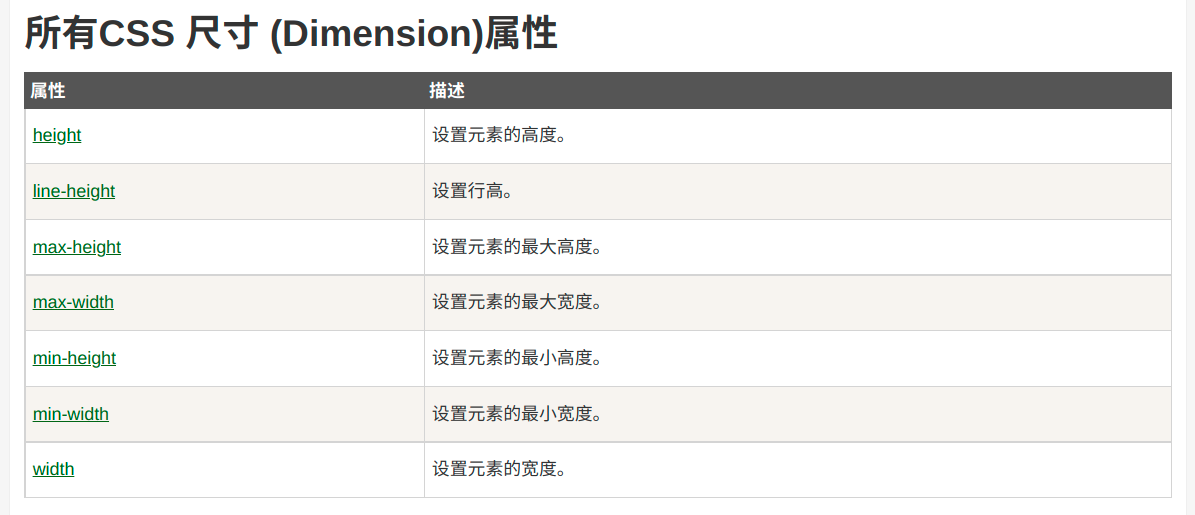 所有CSS 尺寸 (Dimension)属性
属性 描述
height 设置元素的高度。
line-height 设置行高。
max-height 设置元素的最大高度。
max-width 设置元素的最大宽度。
min-height 设置元素的最小高度。
min-width 设置元素的最小宽度。
width 设置元素的宽度。